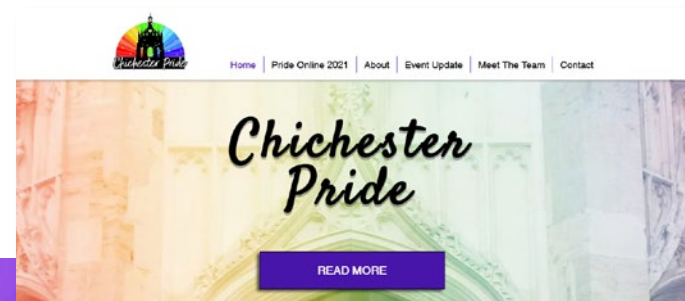 Chichester Pride
Home Pride Online 2021 About Event Update Meet The Team Contact
Chichester
Pride
READ MORE